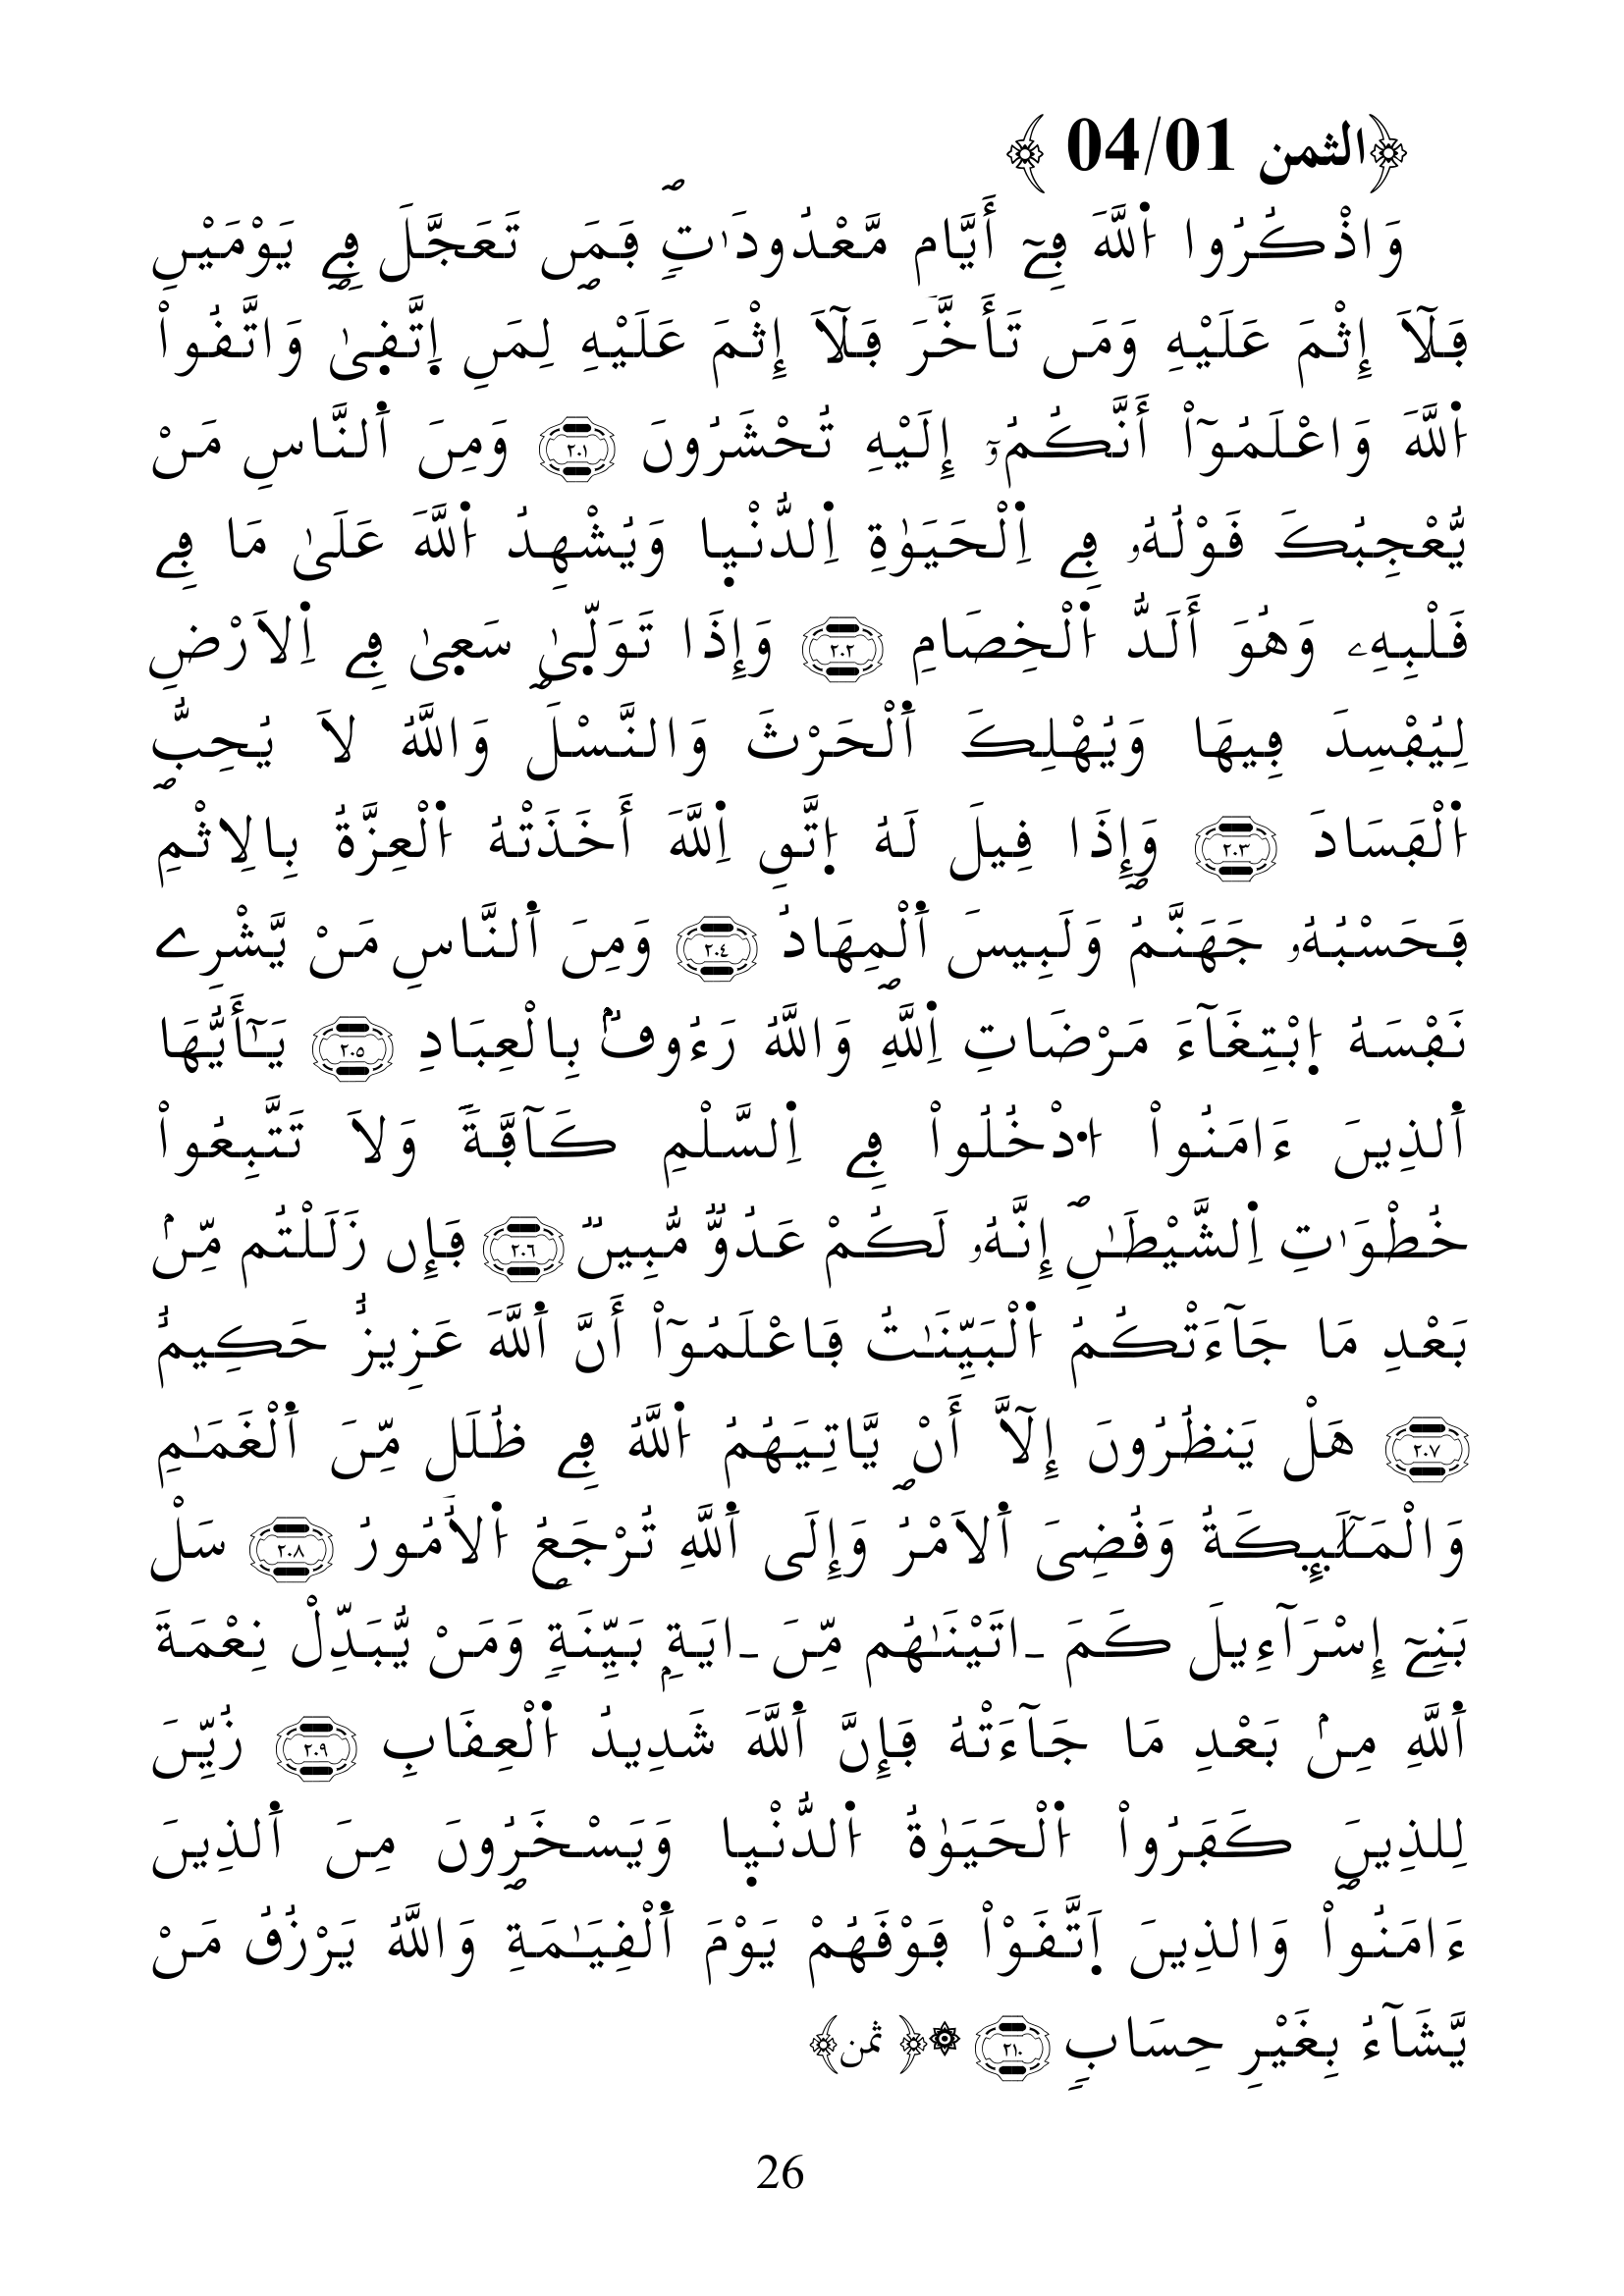 ﴿الثمن 04/01 ﴾
وَاذْكُرُوا اُ۬للَّهَ فِےٓ أَيَّامٖ مَّعْدُودَٰتٖۖ فَمَن تَعَجَّلَ فِے يَوْمَيْنِ
فَلَآ إِثْمَ عَلَيْهِۖ وَمَن تَأَخَّرَ فَلَآ إِثْمَ عَلَيْهِۖ لِمَنِ اِ۪تَّق۪ىٰ وَاتَّقُواْ
اُ۬للَّهَ وَاعْلَمُوٓاْ أَنَّكُمُۥٓ إِلَيْهِ تُحْشَرُونَ ٢٠١ وَمِنَ اَ۬لنَّاسِ مَنْ
يُّعْجِبُكَ قَوْلُهُۥ فِے اِ۬لْحَيَوٰةِ اِ۬لدُّنْي۪ا وَيُشْهِدُ اُ۬للَّهَ عَلَىٰ مَا فِے
قَلْبِهِۦ وَهُوَ أَلَدُّ اُ۬لْخِصَامِ ٢٠٢ وَإِذَا تَوَلّ۪ىٰ سَع۪ىٰ فِے اِ۬لَارْضِ
لِيُفْسِدَ فِيهَا وَيُهْلِكَ اَ۬لْحَرْثَ وَالنَّسْلَۖ وَاللَّهُ لَا يُحِبُّ
اُ۬لْفَسَادَ ٢٠٣ وَإِذَا قِيلَ لَهُ اُ۪تَّقِ اِ۬للَّهَ أَخَذَتْهُ اُ۬لْعِزَّةُ بِالِاثْمِ
فَحَسْبُهُۥ جَهَنَّمُۖ وَلَبِيسَ اَ۬لْمِهَادُ ٢٠٤ وَمِنَ اَ۬لنَّاسِ مَنْ يَّشْرِے
نَفْسَهُ اُ۪بْتِغَآءَ مَرْضَاتِ اِ۬للَّهِۖ وَاللَّهُ رَءُوفُۢ بِالْعِبَادِ ٢٠٥ يَٰٓأَيُّهَا
اَ۬لذِينَ ءَامَنُواْ ا۟دْخُلُواْ فِے اِ۬لسَّلْمِ كَآفَّةٗ وَلَا تَتَّبِعُواْ
خُطْوَٰتِ اِ۬لشَّيْطَٰنِۖ إِنَّهُۥ لَكُمْ عَدُوّٞ مُّبِينٞ ٢٠٦ فَإِن زَلَلْتُم مِّنۢ
بَعْدِ مَا جَآءَتْكُمُ اُ۬لْبَيِّنَٰتُ فَاعْلَمُوٓاْ أَنَّ اَ۬للَّهَ عَزِيزٌ حَكِيمٌ
٢٠٧ هَلْ يَنظُرُونَ إِلَّآ أَنْ يَّاتِيَهُمُ اُ۬للَّهُ فِے ظُلَلٖ مِّنَ اَ۬لْغَمَٰمِ
وَالْمَلَٰٓئِكَةُ وَقُضِىَ اَ۬لَامْرُۖ وَإِلَى اَ۬للَّهِ تُرْجَعُ اُ۬لُامُورُ ٢٠٨ سَلْ
بَنِےٓ إِسْرَآءِيلَ كَمَ ـاتَيْنَٰهُم مِّنَ ـايَةِۢ بَيِّنَةٖۖ وَمَنْ يُّبَدِّلْ نِعْمَةَ
اَ۬للَّهِ مِنۢ بَعْدِ مَا جَآءَتْهُ فَإِنَّ اَ۬للَّهَ شَدِيدُ اُ۬لْعِقَابِ ٢٠٩ زُيِّنَ
لِلذِينَ كَفَرُواْ اُ۬لْحَيَوٰةُ اُ۬لدُّنْي۪ا وَيَسْخَرُونَ مِنَ اَ۬لذِينَ
ءَامَنُواْۖ وَالذِينَ اَ۪تَّقَوْاْ فَوْقَهُمْ يَوْمَ اَ۬لْقِيَٰمَةِۖ وَاللَّهُ يَرْزُقُ مَنْ
يَّشَآءُ بِغَيْرِ حِسَابٖ ٢١٠ ۞﴿ ثمن﴾
26